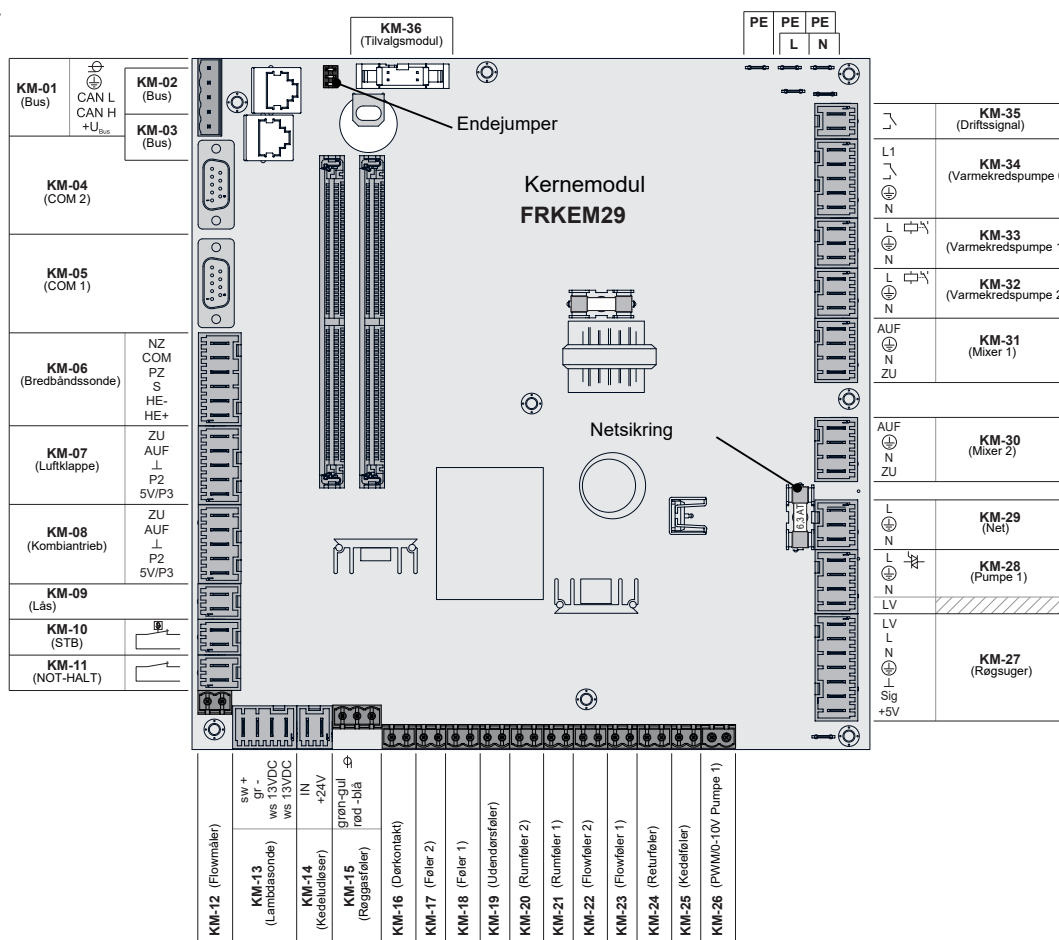 KM-36
(Tilvalgsmodul)
PE
PE
PE
L
N
KM-01
(Bus)
CAN L
CAN H
+UBus
KM-02
(Bus)
KM-03
(Bus)
KM-04
(COM 2)
KM-05
(COM 1)
KM-06
(Bredbåndssonde)
NZ
COM
PZ
S
HE-
HE+
KM-07
(Luftklappe)
ZU
AUF
P2
5V/P3
KM-08
(Kombiantrieb)
ZU
AUF
P2
5V/P3
KM-09
(Lås)
KM-10
(STB)
KM-11
(NOT-HALT)
Endejumper
Kernemodul
FRKEM29
Netsikring
6,3 AT
KM-35
(Driftssignal)
L1
N
KM-34
(Varmekredspumpe
L
N
KM-33
(Varmekredspumpe 1
L
N
KM-32
(Varmekredspumpe 2
AUF
N
ZU
KM-31
(Mixer 1)
AUF
N
ZU
KM-30
(Mixer 2)
L
N
KM-29
(Net)
L
N
LV
KM-28
(Pumpe 1)
LV
L
N
Sig
+5V
KM-27
(Røgsuger)
KM-12 (Flowmåler)
sw +
gr -
ws 13VDC
ws 13VDC
KM-13
(Lambdasonde)
IN
+24V
KM-14
(Kedeludløser)
grøn-gul
rød -blå
KM-15
(Røggasføler)
KM-16 (Dørkontakt)
KM-17 (Føler 2)
KM-18 (Føler 1)
KM-19 (Udendørsføler)
KM-20 (Rumføler 2)
KM-21 (Rumføler 1)
KM-22 (Flowføler 2)
KM-23 (Flowføler 1)
KM-24 (Returføler)
KM-25 (Kedelføler)
KM-26 (PWM/0-10V Pumpe 1)